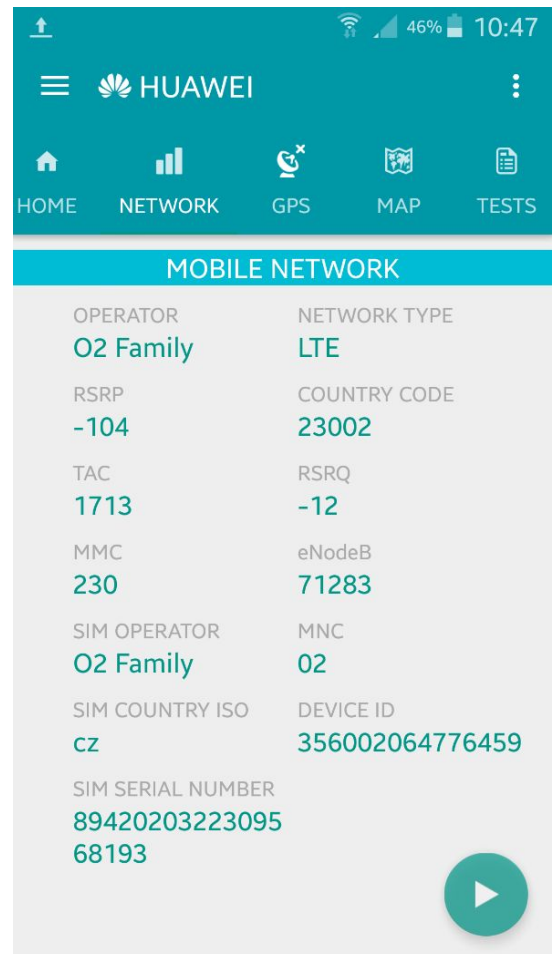 46% 10:47
HUAWEI
HOME NETWORK GPS MAP TESTS
MOBILE NETWORK
OPERATOR NETWORK TYPE
O2 Family LTE
RSRP COUNTRY CODE
-104 23002
TAC RSRQ
1713 -12
MMC eNodeB
230 71283
SIM OPERATOR MNC
O2 Family 02
SIM COUNTRY ISO DEVICE ID
cz 356002064776459
SIM SERIAL NUMBER
89420203223095
68193